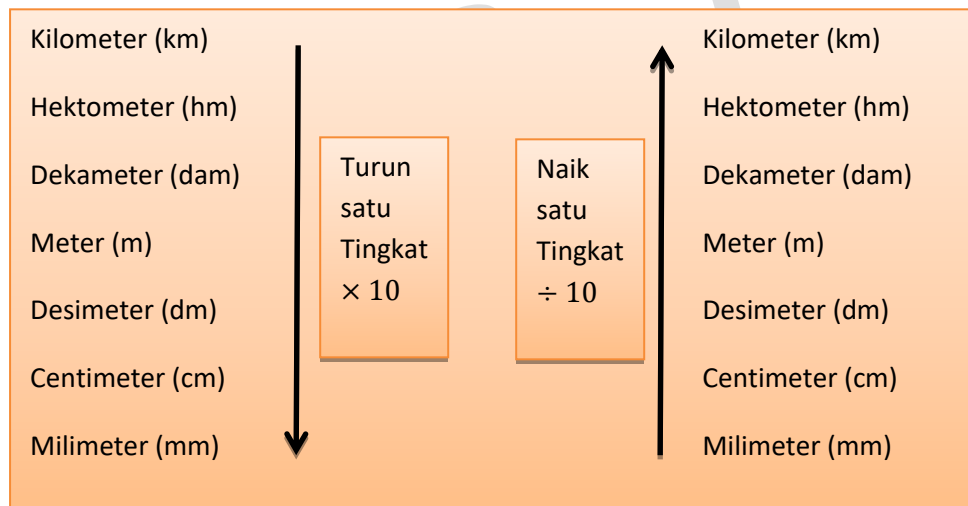 Kilometer (km)
Hektometer (hm)
Dekameter (dam)
Meter (m)
Desimeter (dm)
Centimeter (cm)
Milimeter (mm)
Turun
satu
Tingkat
× 10
Naik
satu
Tingkat
÷ 10
Kilometer (km)
Hektometer (hm)
Dekameter (dam)
Meter (m)
Desimeter (dm)
Centimeter (cm)
Milimeter (mm)